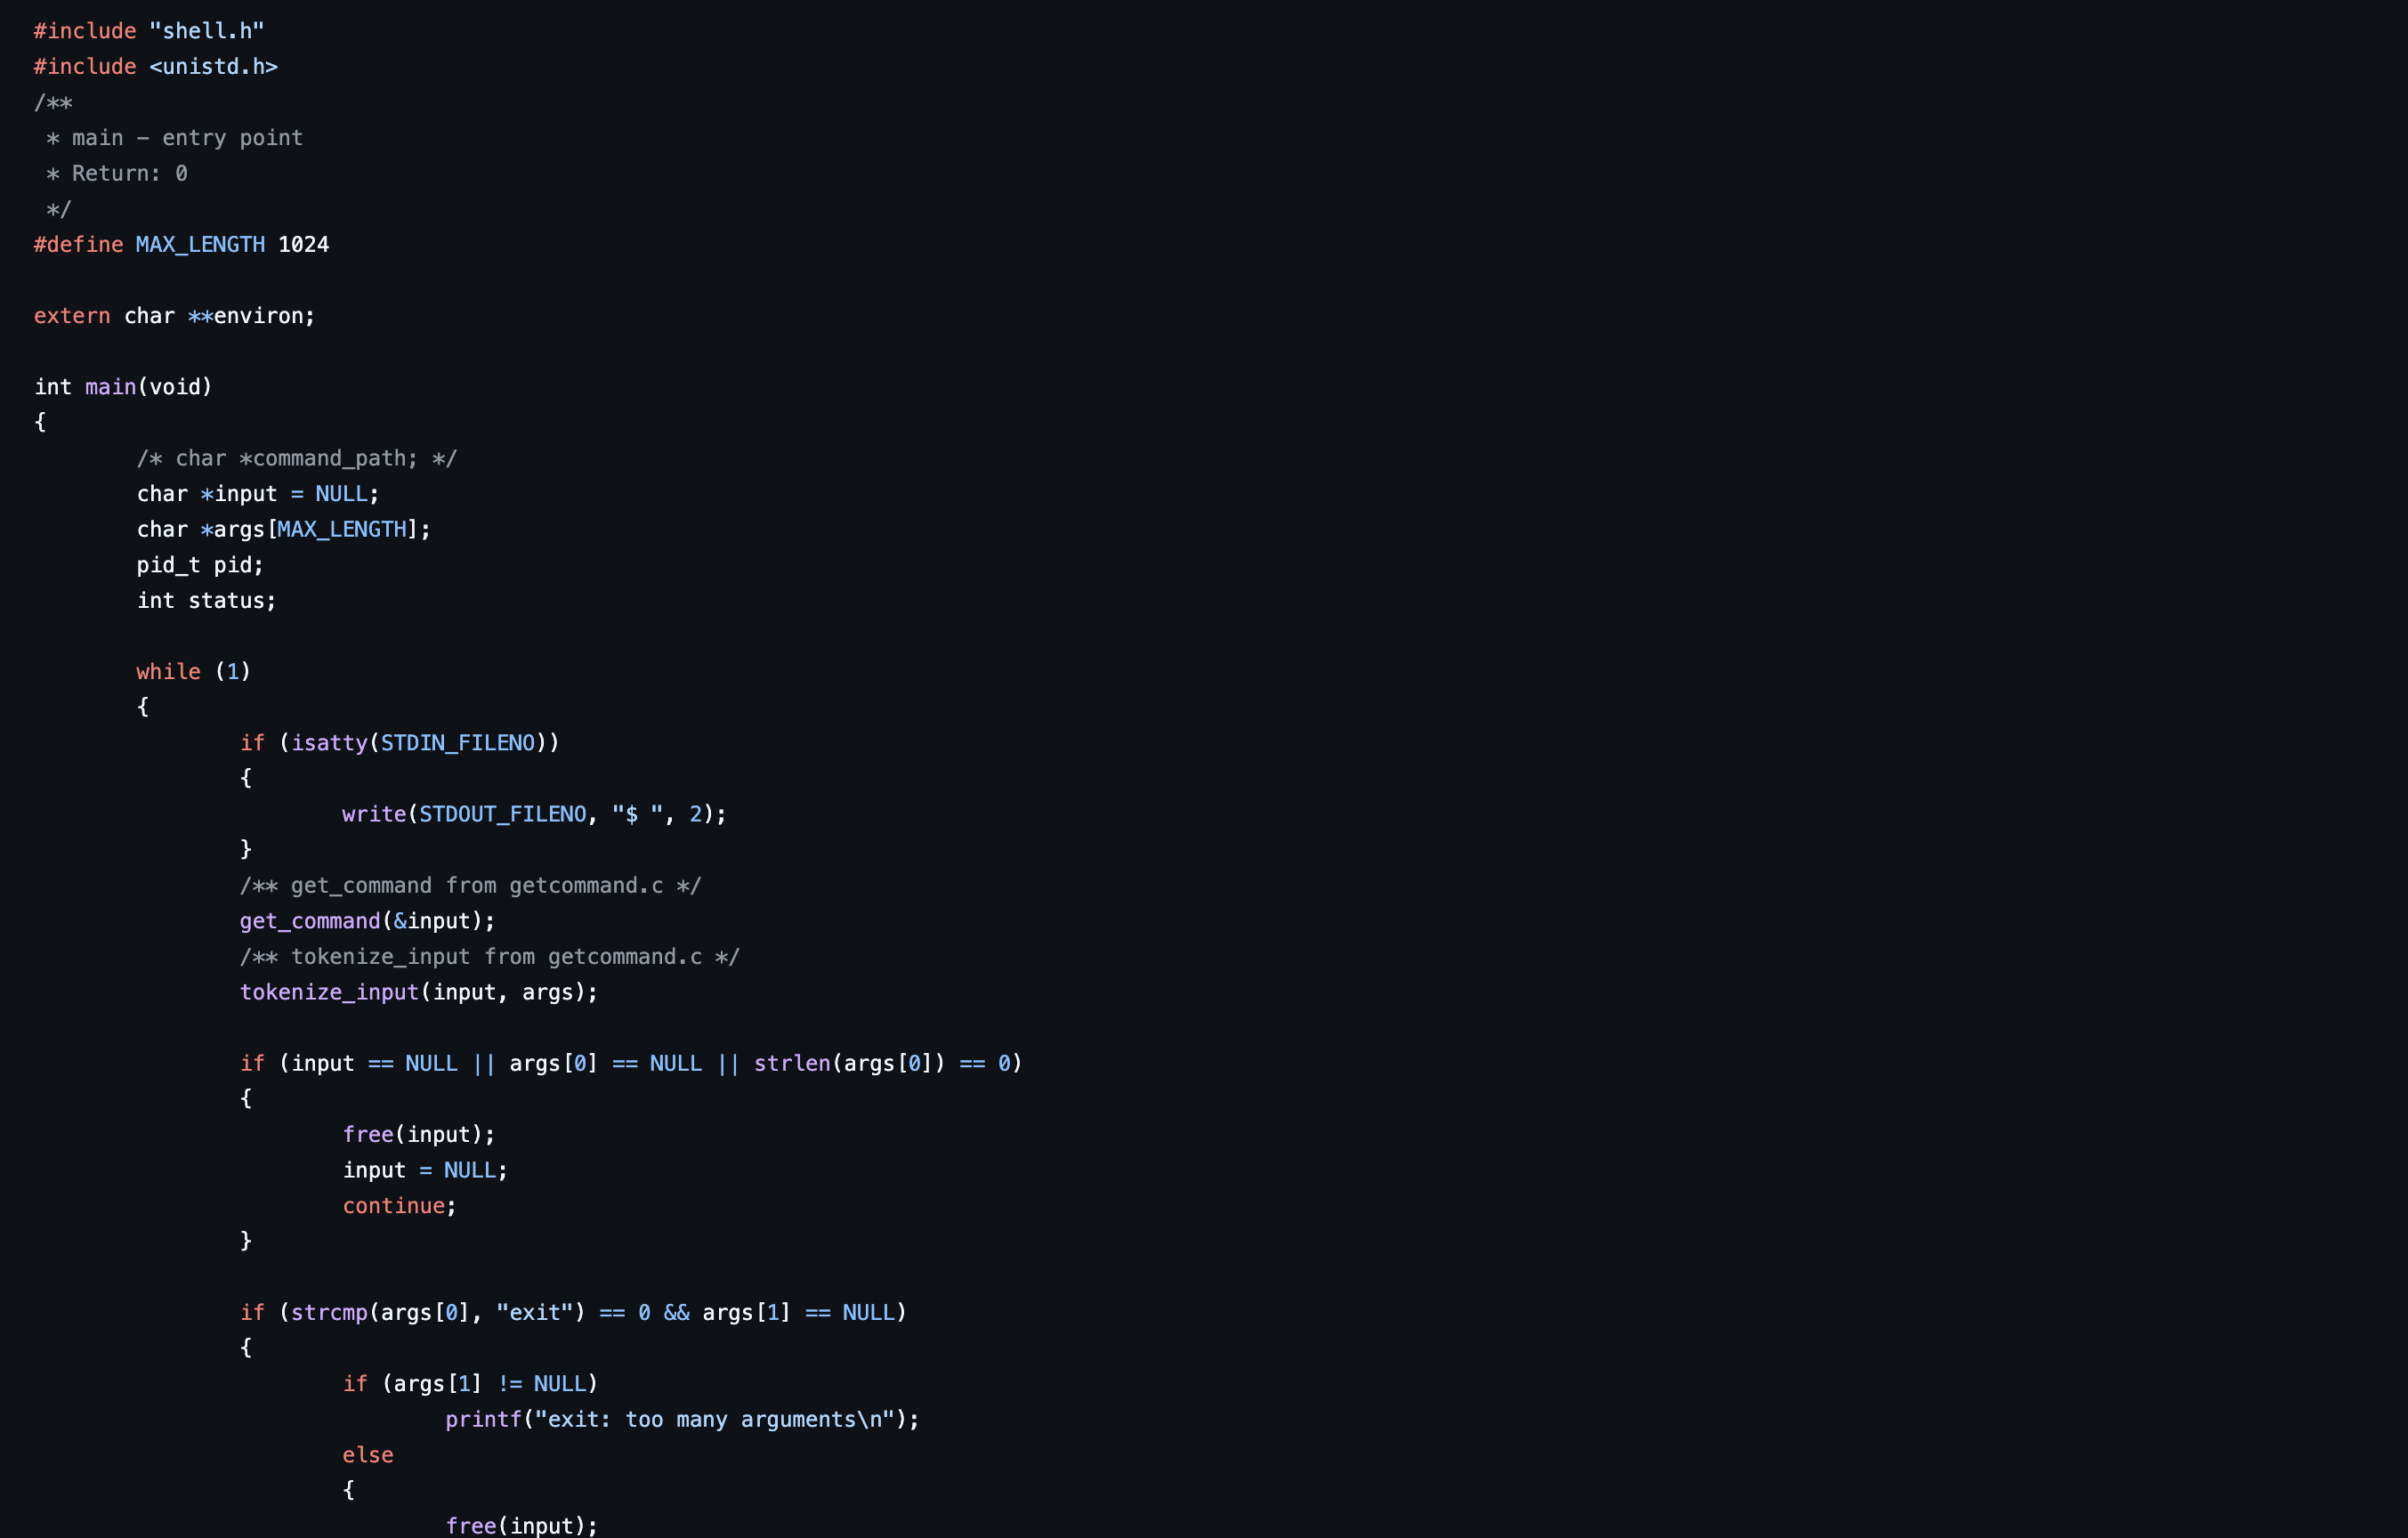 #include "shell.h"
#include <unistd.h>
/**
 * main – entry point
 * Return: 0
 */
#define MAX_LENGTH 1024

extern char **environ;

int main(void)
{
	/* char *command_path; */
	char *input = NULL;
	char *args[MAX_LENGTH];
	pid_t pid;
	int status;

	while (1)
	{
		if (isatty(STDIN_FILENO))
		{
			write(STDOUT_FILENO, "$ ", 2);
		}
		/** get_command from getcommand.c */
		get_command(&input);
		/** tokenize_input from getcommand.c */
		tokenize_input(input, args);

		if (input == NULL || args[0] == NULL || strlen(args[0]) == 0)
		{
			free(input);
			input = NULL;
			continue;
		}

		if (strcmp(args[0], "exit") == 0 && args[1] == NULL)
		{
			if (args[1] != NULL)
				printf("exit: too many arguments\n");
			else
			{
				free(input);